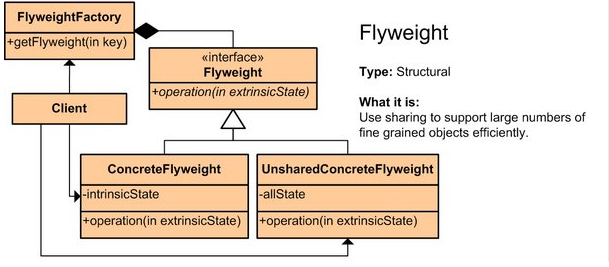 FlyweightFactory
+getFlyweight(in key)
Client
«interface»
Flyweight
+operation(in extrinsicState)
ConcreteFlyweight
-intrinsicState
+operation(in extrinsicState)
UnsharedConcreteFlyweight
-allState
+operation(in extrinsicState)
Flyweight
Type: Structural
What it is:
Use sharing to support large numbers of
fine grained objects efficiently.